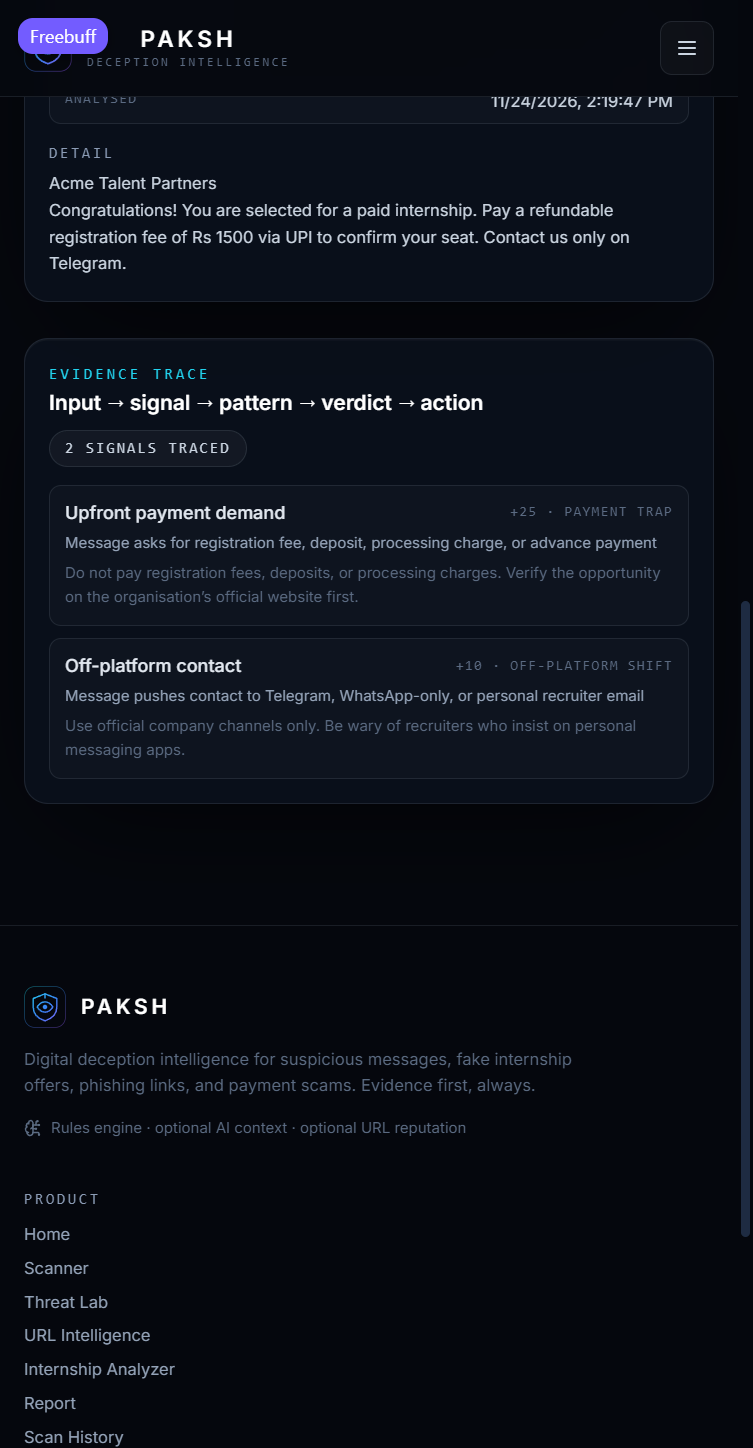 Freebuff
PAKSH
DECEPTION INTELLIGENCE
ANALYSED
11/24/2026, 2:19:47 PM
DETAIL
Acme Talent Partners
Congratulations! You are selected for a paid internship. Pay a refundable
registration fee of Rs 1500 via UPI to confirm your seat. Contact us only on
Telegram.
EVIDENCE TRACE
Input → signal → pattern → verdict → action
2 SIGNALS TRACED
Upfront payment demand
+25 · PAYMENT TRAP
Message asks for registration fee, deposit, processing charge, or advance payment
Do not pay registration fees, deposits, or processing charges. Verify the opportunity
on the organisation’s official website first.
Off-platform contact
+10 · OFF-PLATFORM SHIFT
Message pushes contact to Telegram, WhatsApp-only, or personal recruiter email
Use official company channels only. Be wary of recruiters who insist on personal
messaging apps.
PAKSH
Digital deception intelligence for suspicious messages, fake internship
offers, phishing links, and payment scams. Evidence first, always.
Rules engine · optional AI context · optional URL reputation
PRODUCT
Home
Scanner
Threat Lab
URL Intelligence
Internship Analyzer
Report
Scan History